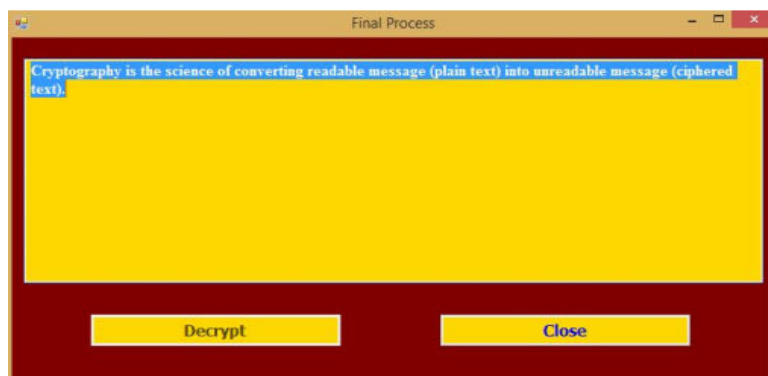 Final Process
Cryptography is the science of converting readable message (plain text) into unreadable message (ciphered
text).
Decrypt
Close